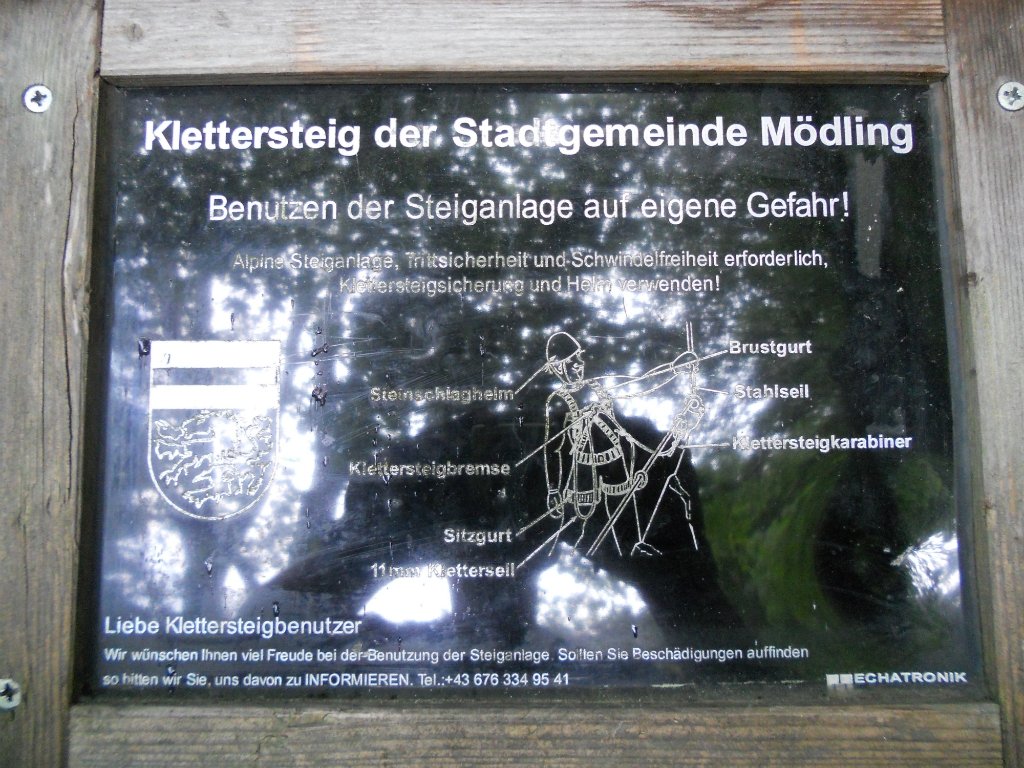 Klettersteig der Stadtgemeinde Mödling
Benutzen der Steiganlage auf eigene Gefahr!
Alpine Steiganlage, Trittsicherheit und Schwindelfreiheit erforderlich,
Klettersteigsicherung und Helm verwenden!
Brustgurt
Steinschlaghelm
Stahlseil
Klettersteigkarabiner
Klettersteigbremse
Sitzgurt
11mm Kletterseil
Liebe Klettersteigbenutzer
Wir wünschen Ihnen viel Freude bei der Benutzung der Steiganlage. Sollten Sie Beschädigungen auffinden
so bitten wir Sie, uns davon zu INFORMIEREN. Tel.:+43 676 334 95 41
MECHATRONIK